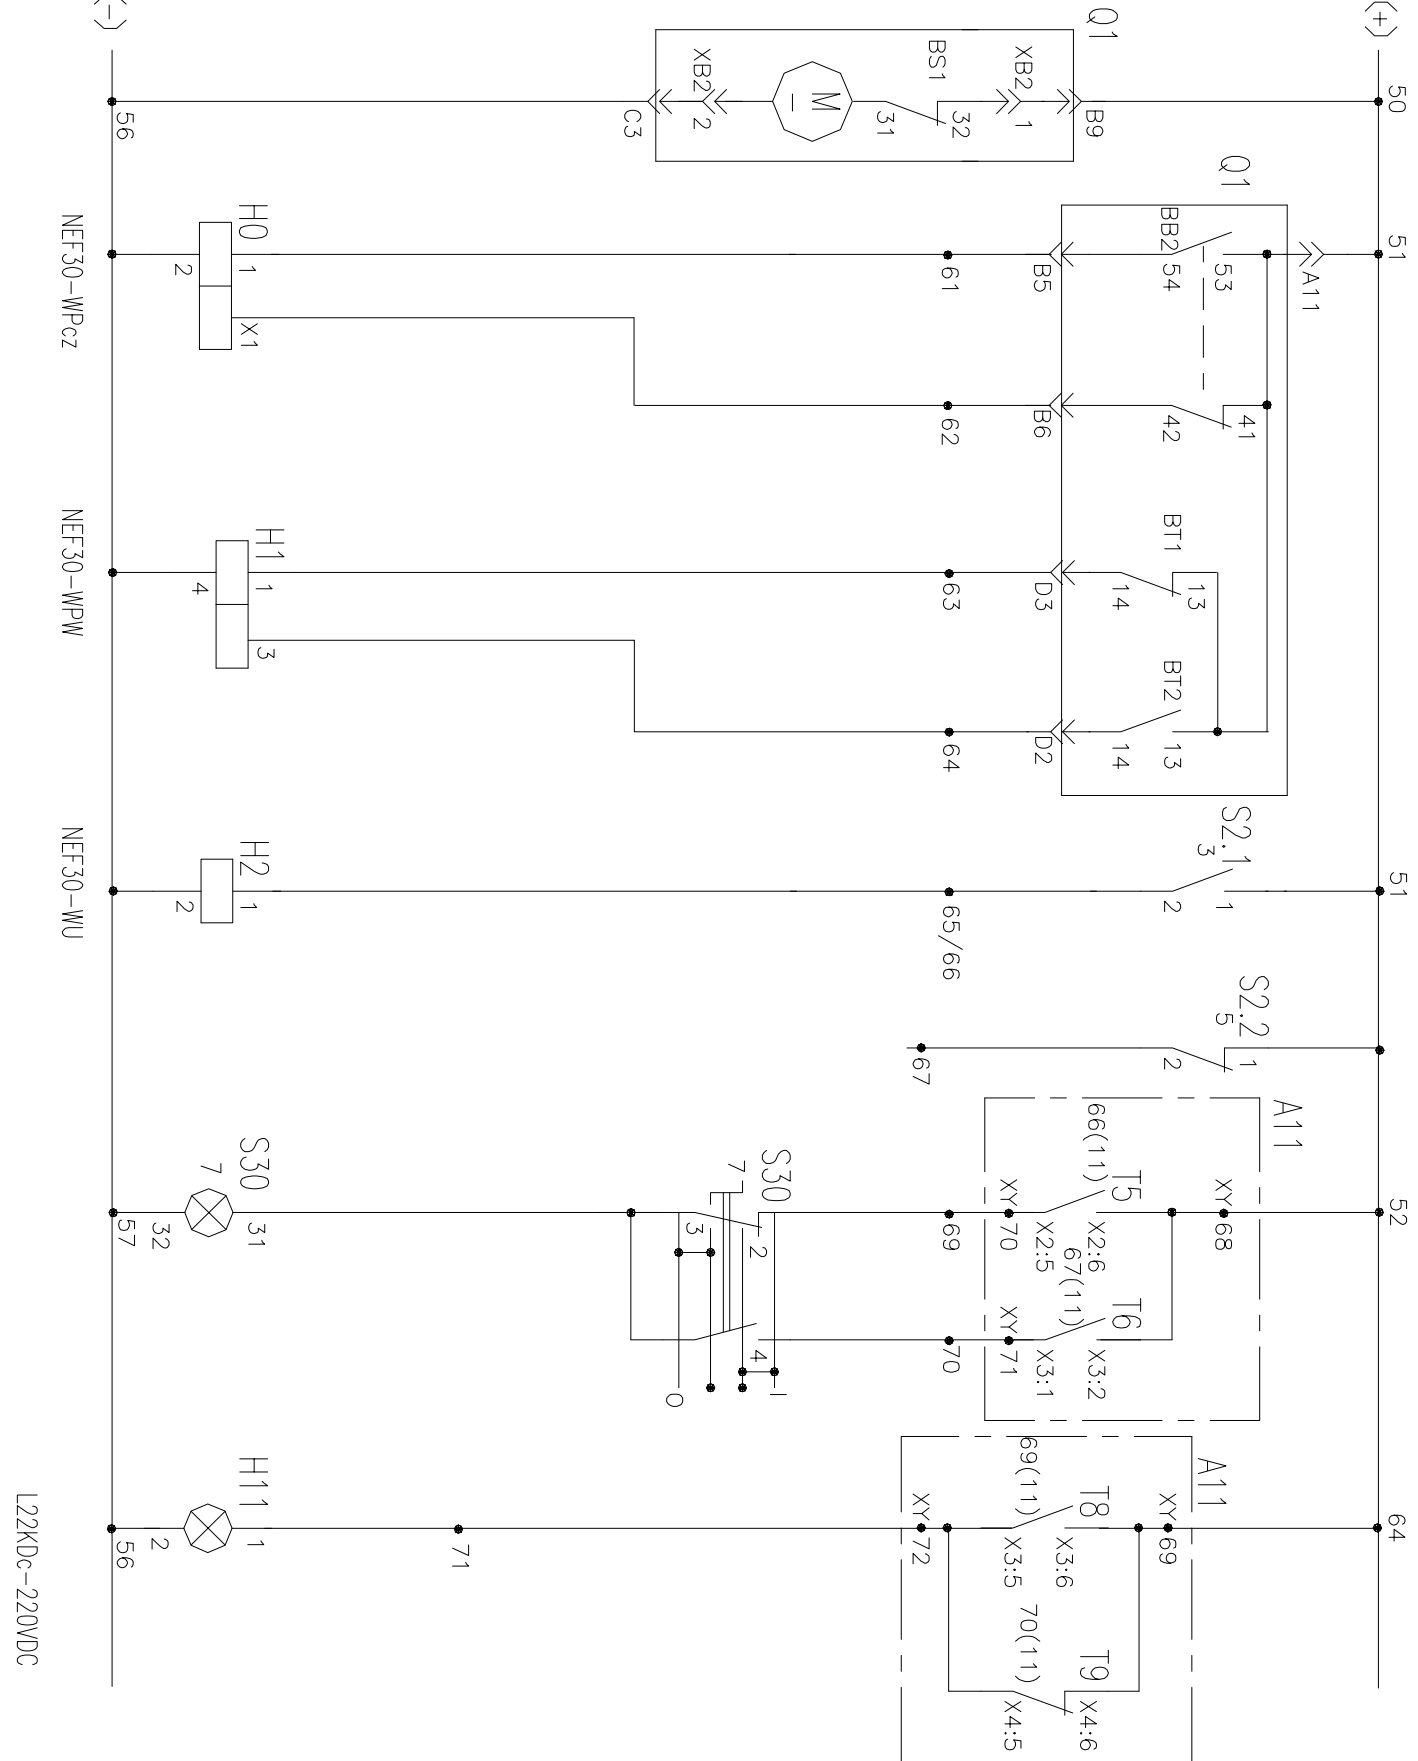 (+)
50
51
51
52
64
Q1
B9
XB2
1
BS1
32
31
M
XB2
2
C3
56
(-)
Q1
A11
53
BB2
54
41
42
B5
B6
61
62
BT1
13
14
BT2
13
14
D3
D2
63
64
H0
1
X1
2
NEF30-WPcz
H1
1
3
4
NEF30-WPW
S2.1
3
1
2
65/66
H2
1
2
NEF30-WU
S2.2
5
1
2
67
A11
XY
68
T5
66(11)
X2:6
X2:5
XY
70
T6
67(11)
X3:2
X3:1
XY
71
69
70
S30
7
2
3
4
I
0
S30
7
31
32
57
A11
XY
69
T8
69(11)
X3:6
X3:5
T9
70(11)
X4:6
X4:5
XY
72
71
H11
1
2
56
L22KDc-220VDC